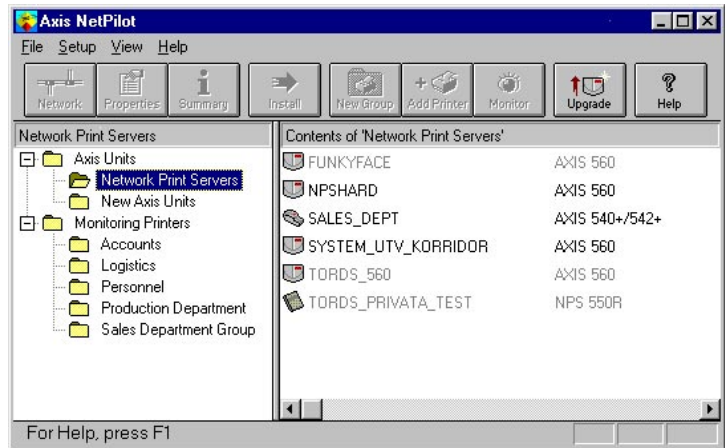 Axis NetPilot
File Setup View Help
Network Properties Summary Install New Group Add Printer Monitor Upgrade Help
Network Print Servers
Contents of 'Network Print Servers'
Axis Units
Network Print Servers
New Axis Units
Monitoring Printers
Accounts
Logistics
Personnel
Production Department
Sales Department Group
FUNKYFACE AXIS 560
NPSHARD AXIS 560
SALES_DEPT AXIS 540+/542+
SYSTEM_UTV_KORRIDOR AXIS 560
TORDS_560 AXIS 560
TORDS_PRIVATA_TEST NPS 550R
For Help, press F1